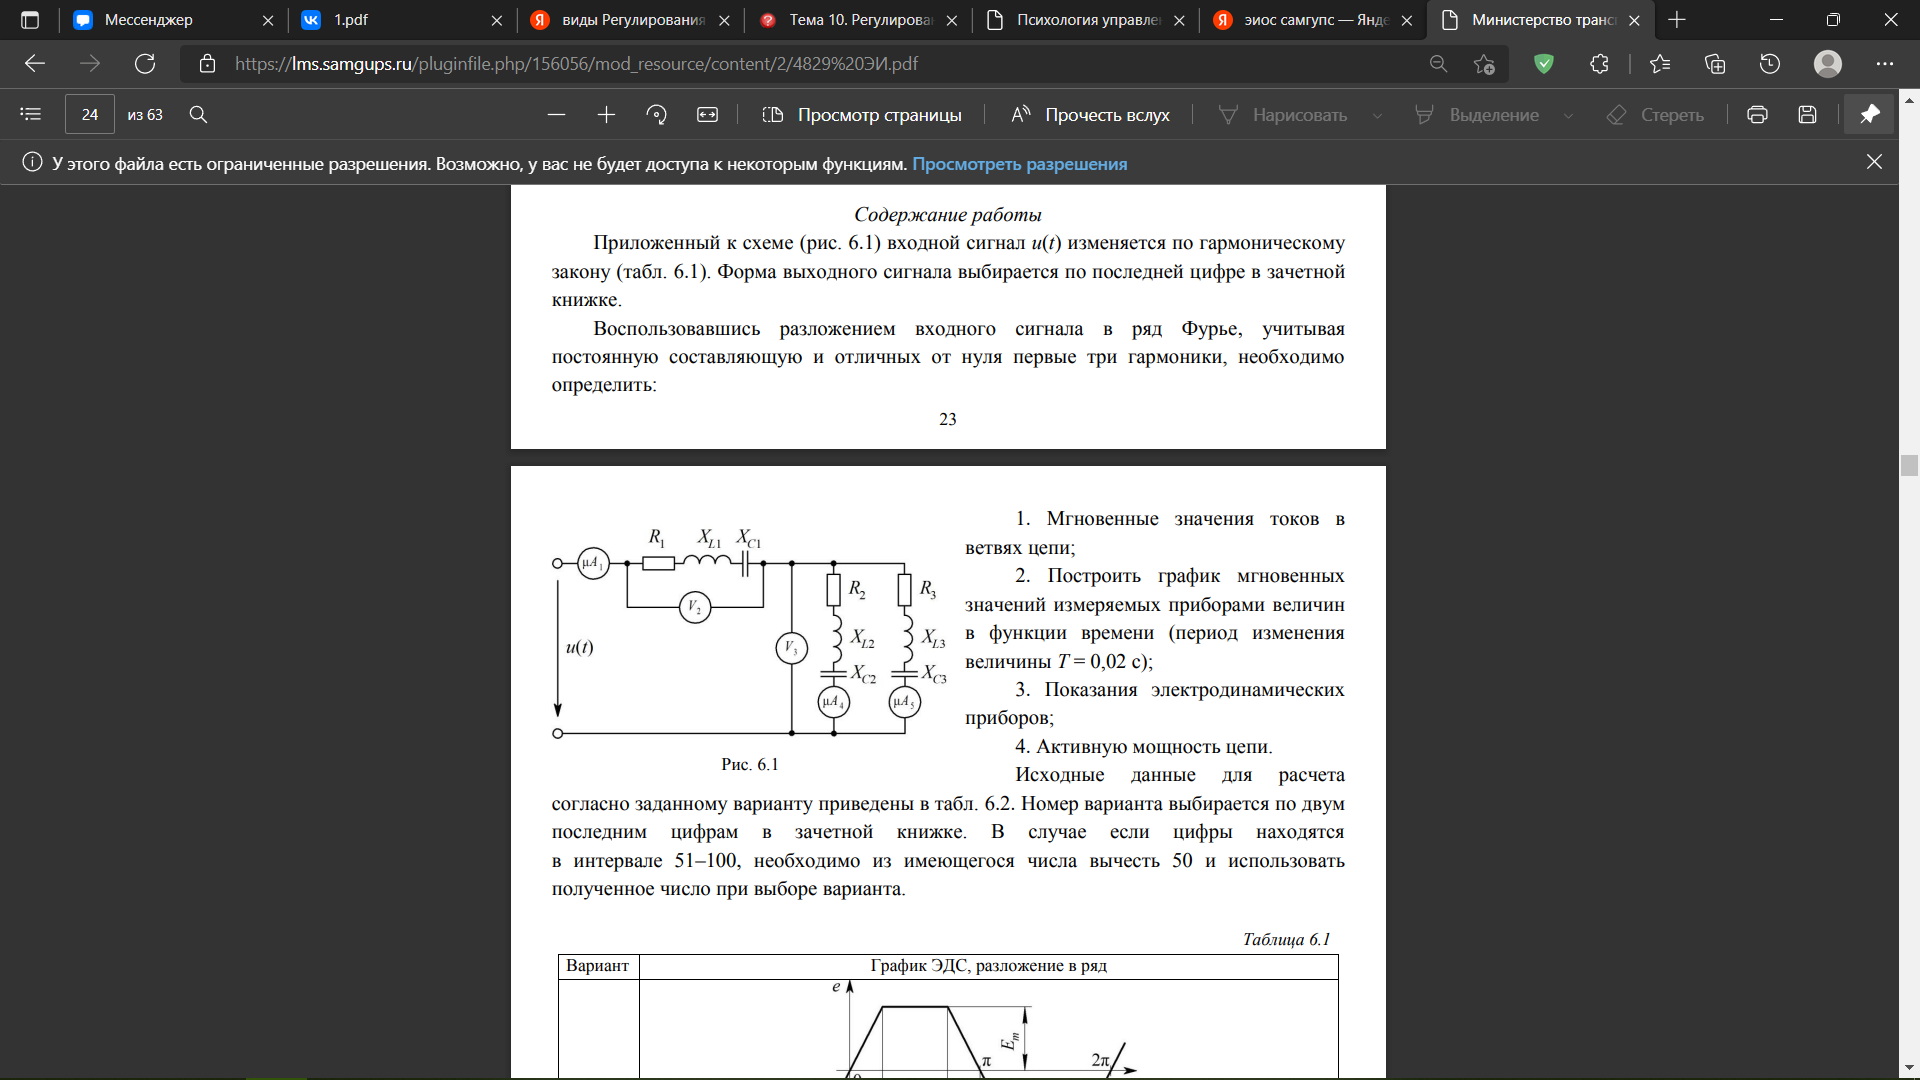 Мессенджер
1.pdf
виды Регулирования
Тема 10. Регулирова
Психология управле
эиос самгупс — Янде
Министерство транс
https://lms.samgups.ru/pluginfile.php/156056/mod_resource/content/2/4829%20ЭИ.pdf
24 из 63
Просмотр страницы
Прочесть вслух
Нарисовать
Выделение
Стереть
У этого файла есть ограниченные разрешения. Возможно, у вас не будет доступа к некоторым функциям. Просмотреть разрешения
Содержание работы
Приложенный к схеме (рис. 6.1) входной сигнал u(t) изменяется по гармоническому
закону (табл. 6.1). Форма выходного сигнала выбирается по последней цифре в зачетной
книжке.
Воспользовавшись разложением входного сигнала в ряд Фурье, учитывая
постоянную составляющую и отличных от нуля первые три гармоники, необходимо
определить:
23
R1 XL1 XC1
μA1
V2
R2 R3
u(t)
V3
XL2 XL3
XC2 XC3
μA4 μA5
Рис. 6.1
1. Мгновенные значения токов в
ветвях цепи;
2. Построить график мгновенных
значений измеряемых приборами величин
в функции времени (период изменения
величины T = 0,02 с);
3. Показания электродинамических
приборов;
4. Активную мощность цепи.
Исходные данные для расчета
согласно заданному варианту приведены в табл. 6.2. Номер варианта выбирается по двум
последним цифрам в зачетной книжке. В случае если цифры находятся
в интервале 51–100, необходимо из имеющегося числа вычесть 50 и использовать
полученное число при выборе варианта.
Таблица 6.1
Вариант График ЭДС, разложение в ряд
e
Em
π
2π